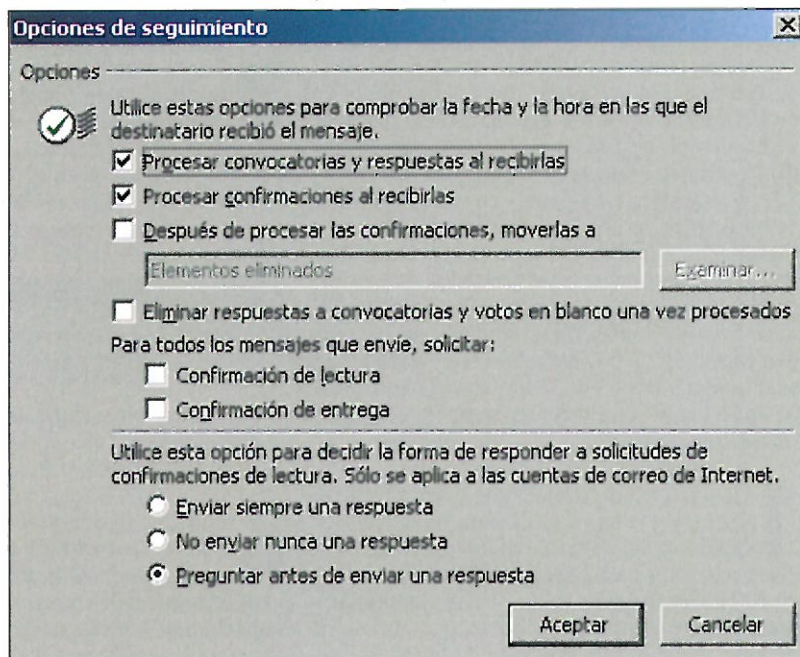 Opciones de seguimiento
Opciones
Utilice estas opciones para comprobar la fecha y la hora en las que el
destinatario recibió el mensaje.
Procesar convocatorias y respuestas al recibirlas
Procesar confirmaciones al recibirlas
Después de procesar las confirmaciones, moverlas a
Elementos eliminados
Examinar...
Eliminar respuestas a convocatorias y votos en blanco una vez procesados
Para todos los mensajes que envíe, solicitar:
Confirmación de lectura
Confirmación de entrega
Utilice esta opción para decidir la forma de responder a solicitudes de
confirmaciones de lectura. Sólo se aplica a las cuentas de correo de Internet.
Enviar siempre una respuesta
No enviar nunca una respuesta
Preguntar antes de enviar una respuesta
Aceptar
Cancelar